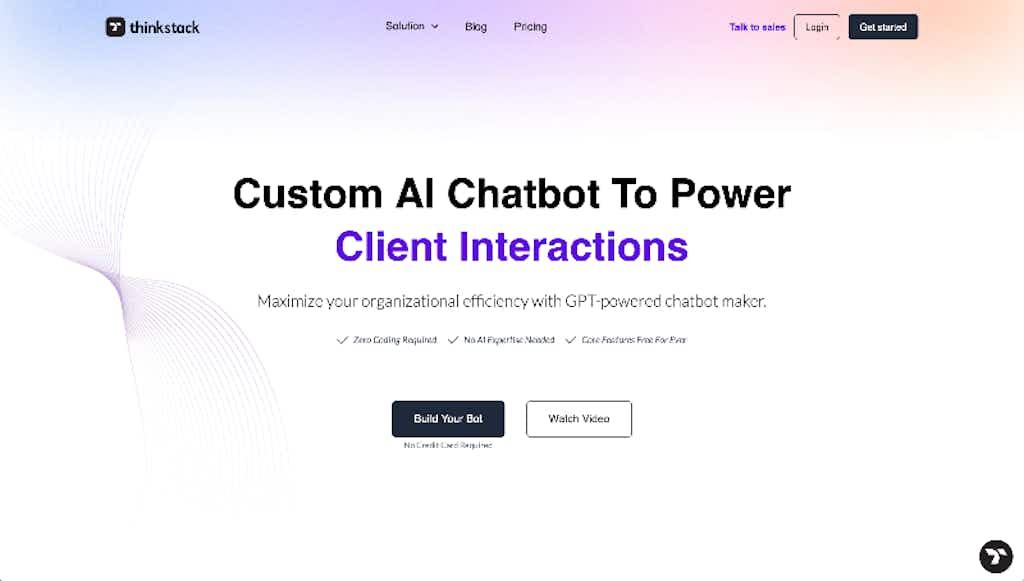 thinkstack
Solution Blog Pricing
Talk to sales Login Get started
Custom AI Chatbot To Power
Client Interactions
Maximize your organizational efficiency with GPT-powered chatbot maker.
Zero Coding Required No AI Expertise Needed Core Features Free For Ever
Build Your Bot Watch Video
No Credit Card Required